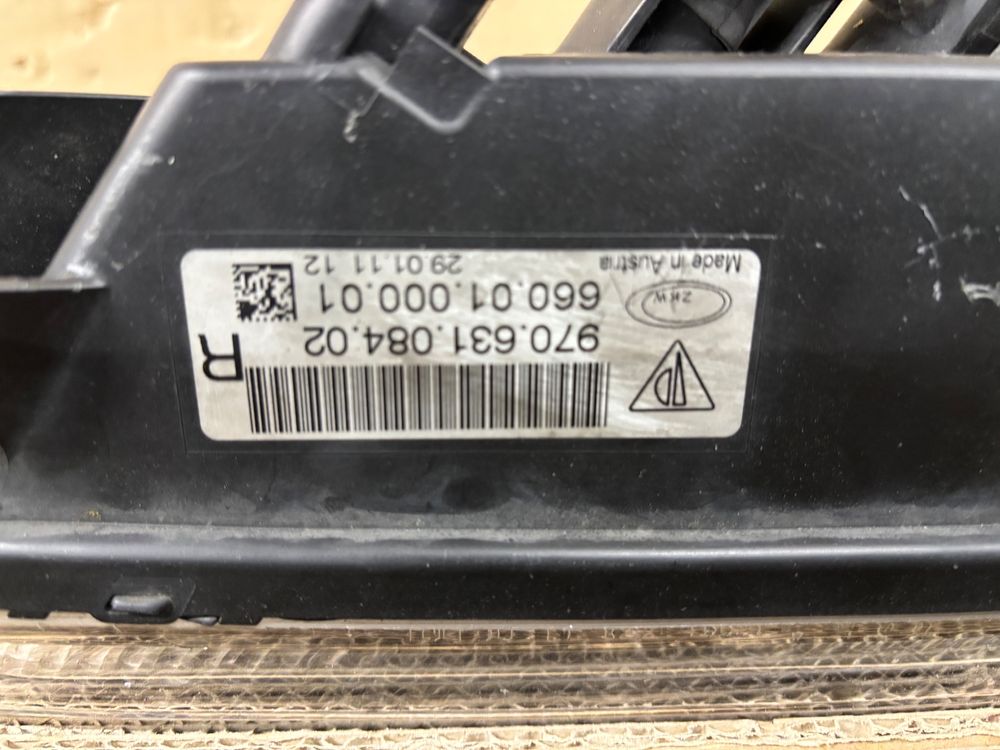 R
970.631.084.02
660.01.000.01
ZKW
Made in Austria
29.01.11 12